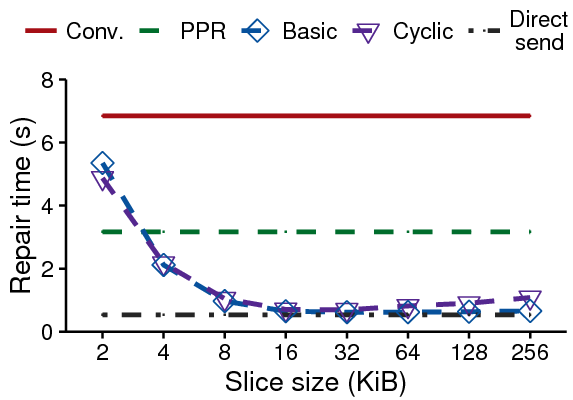 Conv. PPR Basic Cyclic Direct send
8
6
4
2
0
Repair time (s)
2 4 8 16 32 64 128 256
Slice size (KiB)